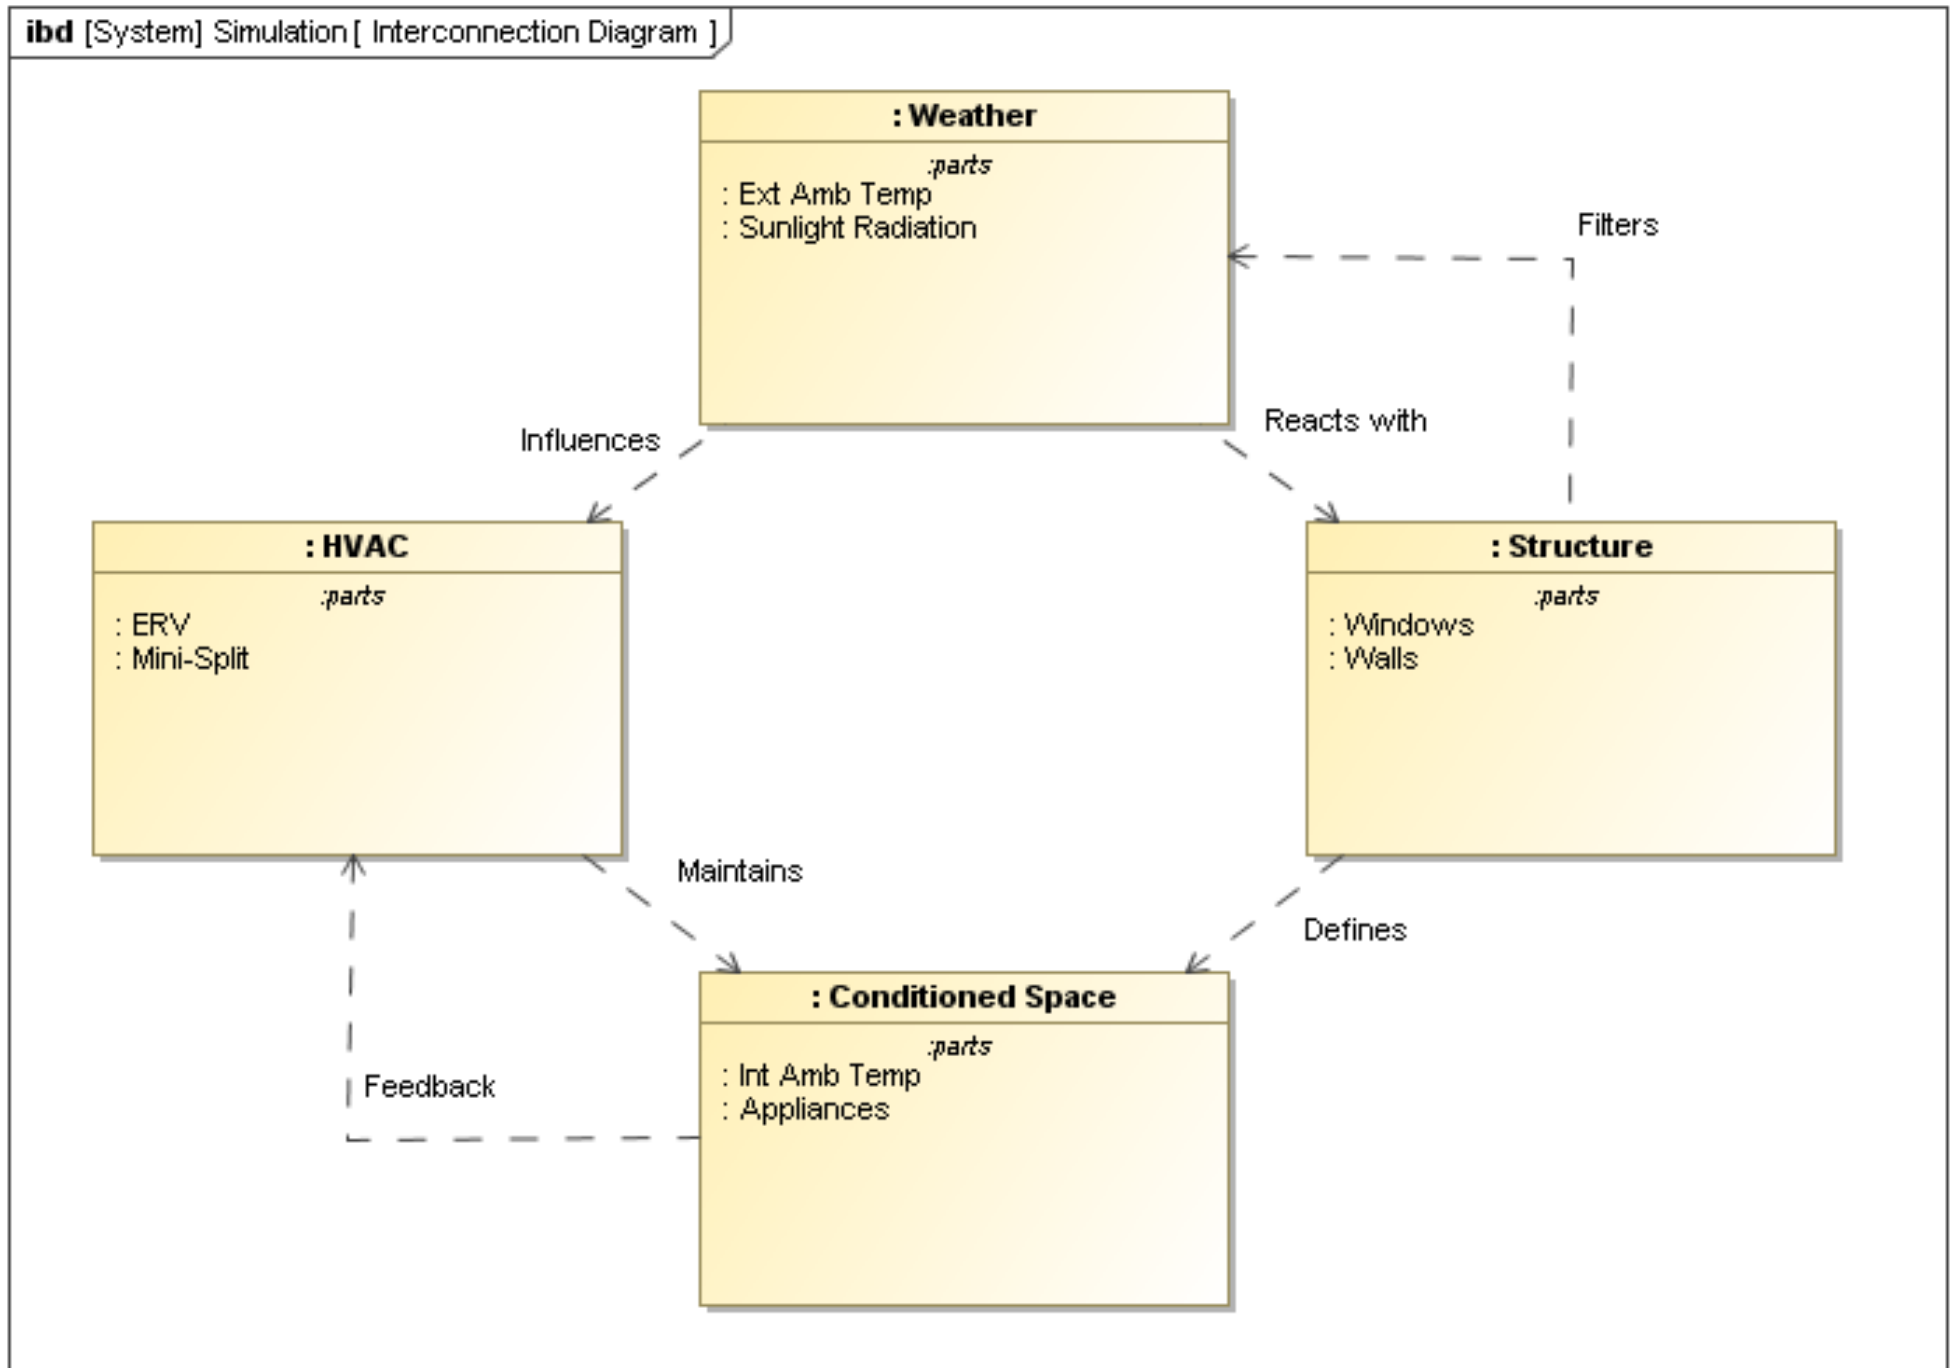 ibd [System] Simulation [ Interconnection Diagram ]
: Weather
:parts
: Ext Amb Temp
: Sunlight Radiation
Filters
Influences
Reacts with
: HVAC
:parts
: ERV
: Mini-Split
: Structure
:parts
: Windows
: Walls
Maintains
Defines
: Conditioned Space
:parts
: Int Amb Temp
: Appliances
Feedback